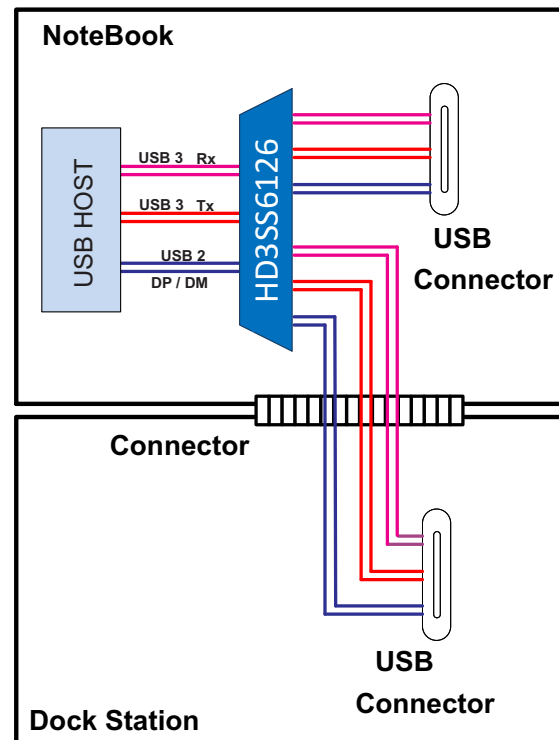 NoteBook
USB HOST
USB 3 Rx
USB 3 Tx
USB 2
DP / DM
HD3SS6126
USB
Connector
Connector
USB
Connector
Dock Station